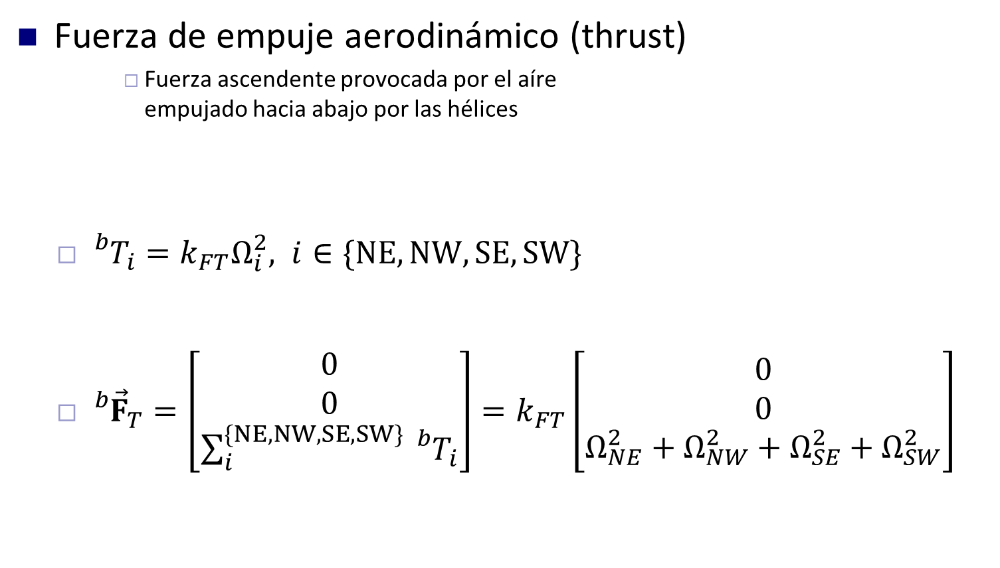 Fuerza de empuje aerodinámico (thrust)
Fuerza ascendente provocada por el aíre
empujado hacia abajo por las hélices
$^{b}T_i = k_{FT}\Omega_i^2,\ i \in \{\mathrm{NE}, \mathrm{NW}, \mathrm{SE}, \mathrm{SW}\}$
$^{b}\vec{\mathbf{F}}_T = \begin{bmatrix} 0 \\ 0 \\ \sum_i^{\{\mathrm{NE},\mathrm{NW},\mathrm{SE},\mathrm{SW}\}} {}^{b}T_i \end{bmatrix} = k_{FT} \begin{bmatrix} 0 \\ 0 \\ \Omega_{NE}^2 + \Omega_{NW}^2 + \Omega_{SE}^2 + \Omega_{SW}^2 \end{bmatrix}$